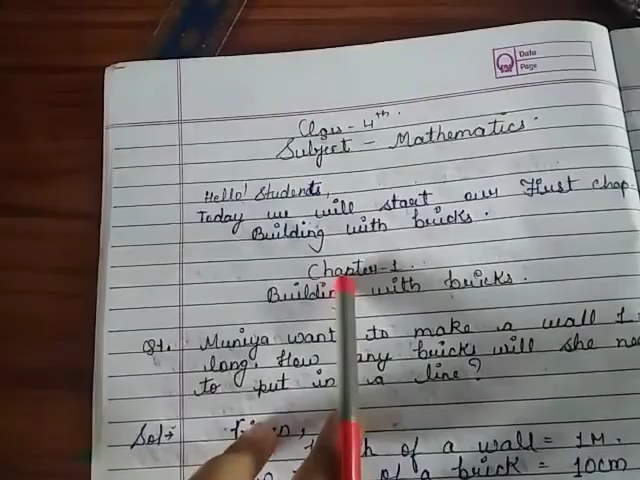 Date
Page
Class - 4th.
Subject - Mathematics.
Hello! Students,
Today we will start our First chap.
Building with bricks.
Chapter-1.
with bricks.
Q1. Muniya want to make a wall 1
long. How bricks will she
to put in a line?
Sol→
of a wall = 1M.
of a brick = 10cm